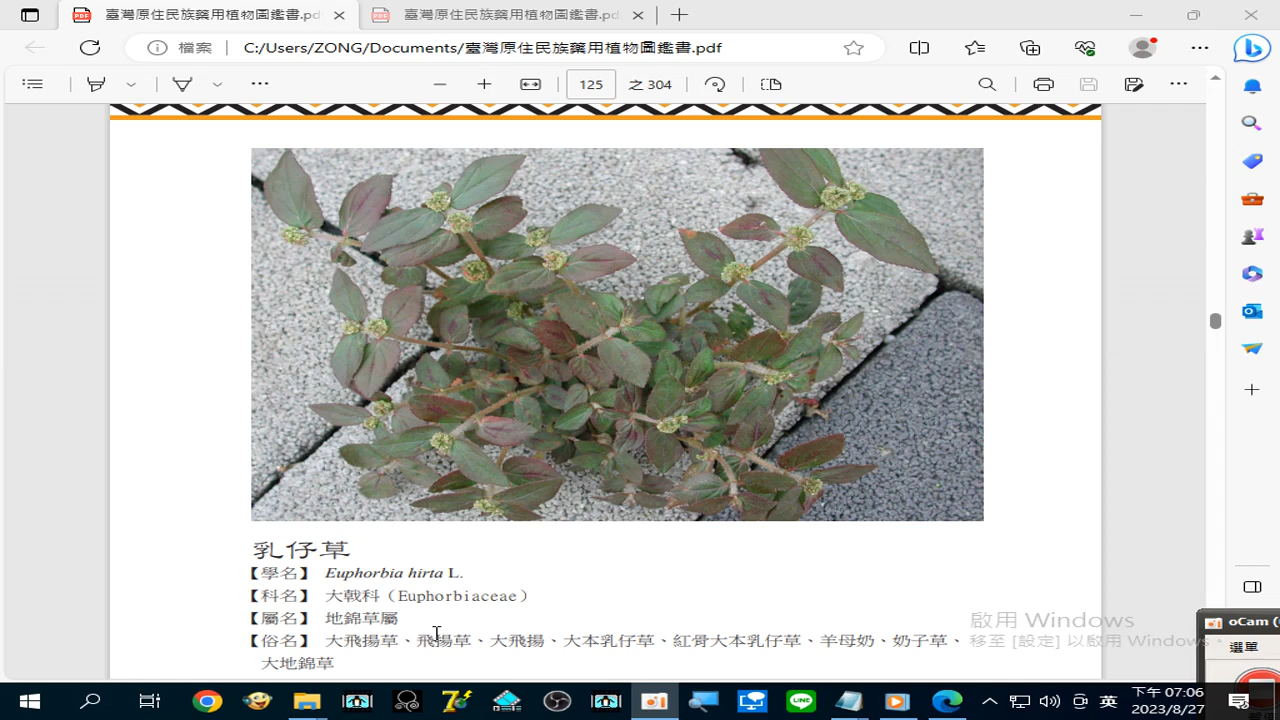 臺灣原住民族藥用植物圖鑑書.pdf
臺灣原住民族藥用植物圖鑑書.pdf
檔案
C:/Users/ZONG/Documents/臺灣原住民族藥用植物圖鑑書.pdf
125 之 304
乳仔草
【學名】 Euphorbia hirta L.
【科名】 大戟科（Euphorbiaceae）
【屬名】 地錦草屬
【俗名】 大飛揚草、飛揚草、大飛揚、大本乳仔草、紅骨大本乳仔草、羊母奶、奶子草、
大地錦草
啟用 Windows
移至 [設定] 以啟用 Windows。
oCam (
選單
英
下午 07:06
2023/8/27